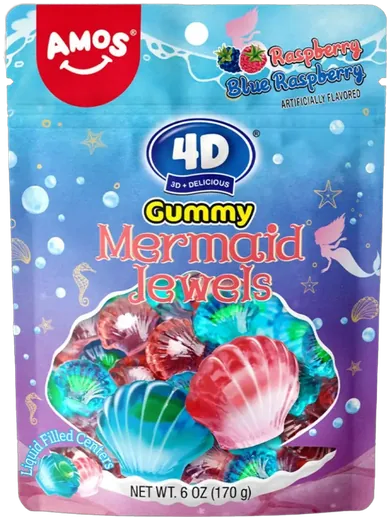 AMOS®
Raspberry
Blue Raspberry
ARTIFICIALLY FLAVORED
4D®
3D + DELICIOUS
Gummy
Mermaid
Jewels
Liquid Filled Centers
NET WT. 6 OZ (170 g)